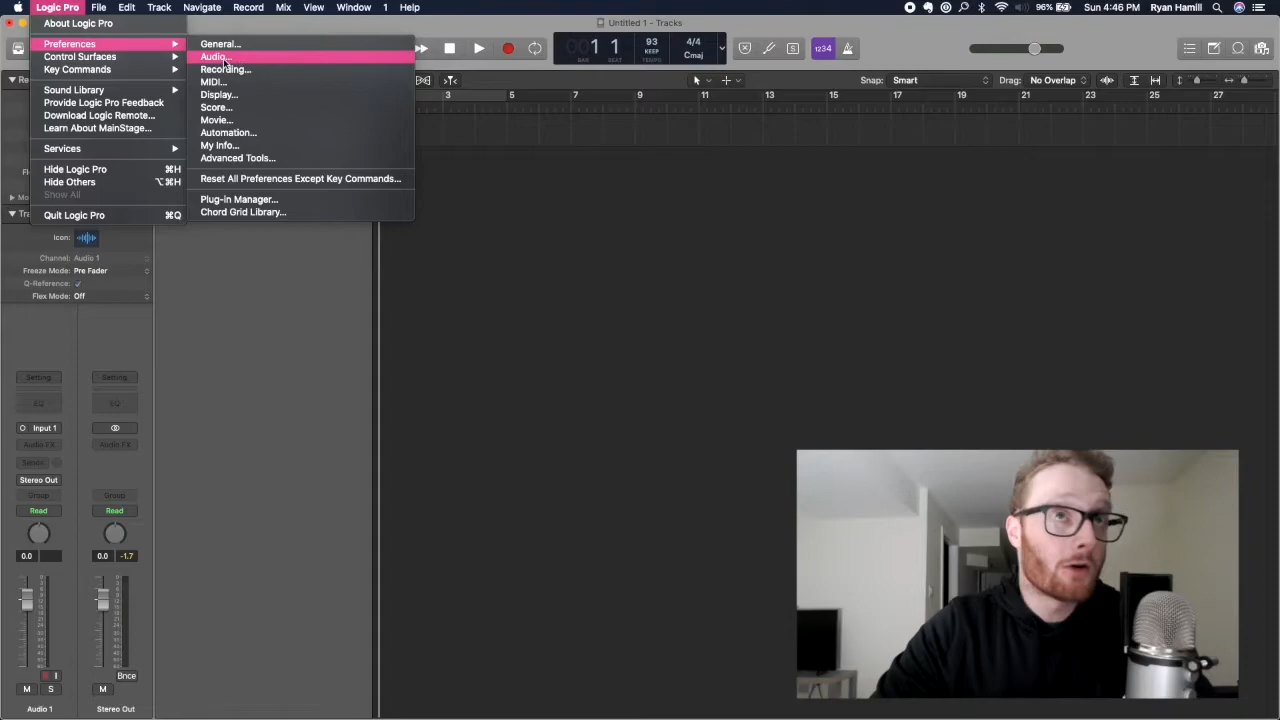 Logic Pro File Edit Track Navigate Record Mix View Window 1 Help
96% Sun 4:46 PM Ryan Hamill
Untitled 1 - Tracks
About Logic Pro
Preferences
Control Surfaces
Key Commands
Sound Library
Provide Logic Pro Feedback
Download Logic Remote...
Learn About MainStage...
Services
Hide Logic Pro ⌘H
Hide Others ⌥⌘H
Show All
Quit Logic Pro ⌘Q
General...
Audio...
Recording...
MIDI...
Display...
Score...
Movie...
Automation...
My Info...
Advanced Tools...
Reset All Preferences Except Key Commands...
Plug-in Manager...
Chord Grid Library...
1 1 93 4/4
KEEP Cmaj
BAR BEAT TEMPO
1234
Snap: Smart Drag: No Overlap
3 5 7 9 11 13 15 17 19 21 23 25 27
Icon:
Channel: Audio 1
Freeze Mode: Pre Fader
Q-Reference:
Flex Mode: Off
Setting Setting
EQ EQ
Input 1
Audio FX Audio FX
Sends
Stereo Out
Group Group
Read Read
0.0 0.0 -1.7
R I Bnce
M S M
Audio 1 Stereo Out